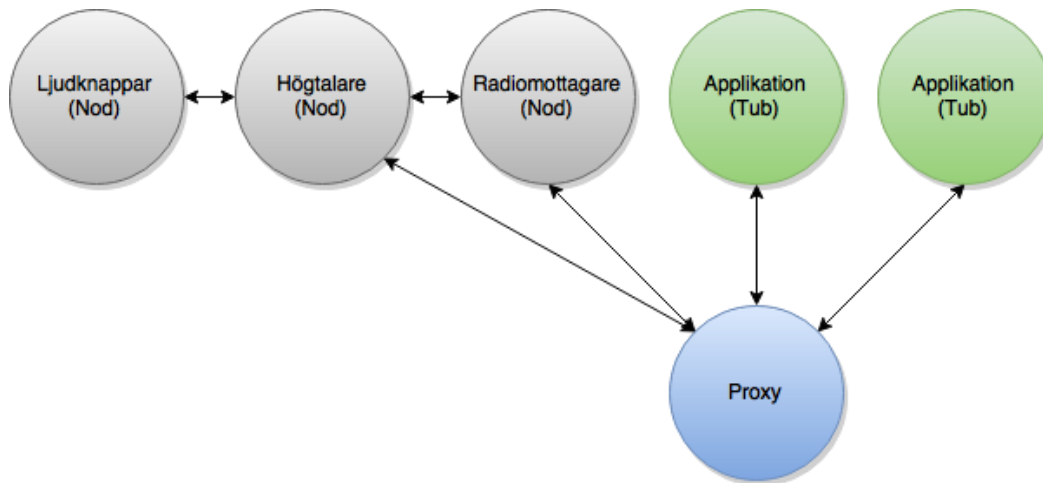 Ljudknappar
(Nod)
Högtalare
(Nod)
Radiomottagare
(Nod)
Applikation
(Tub)
Applikation
(Tub)
Proxy